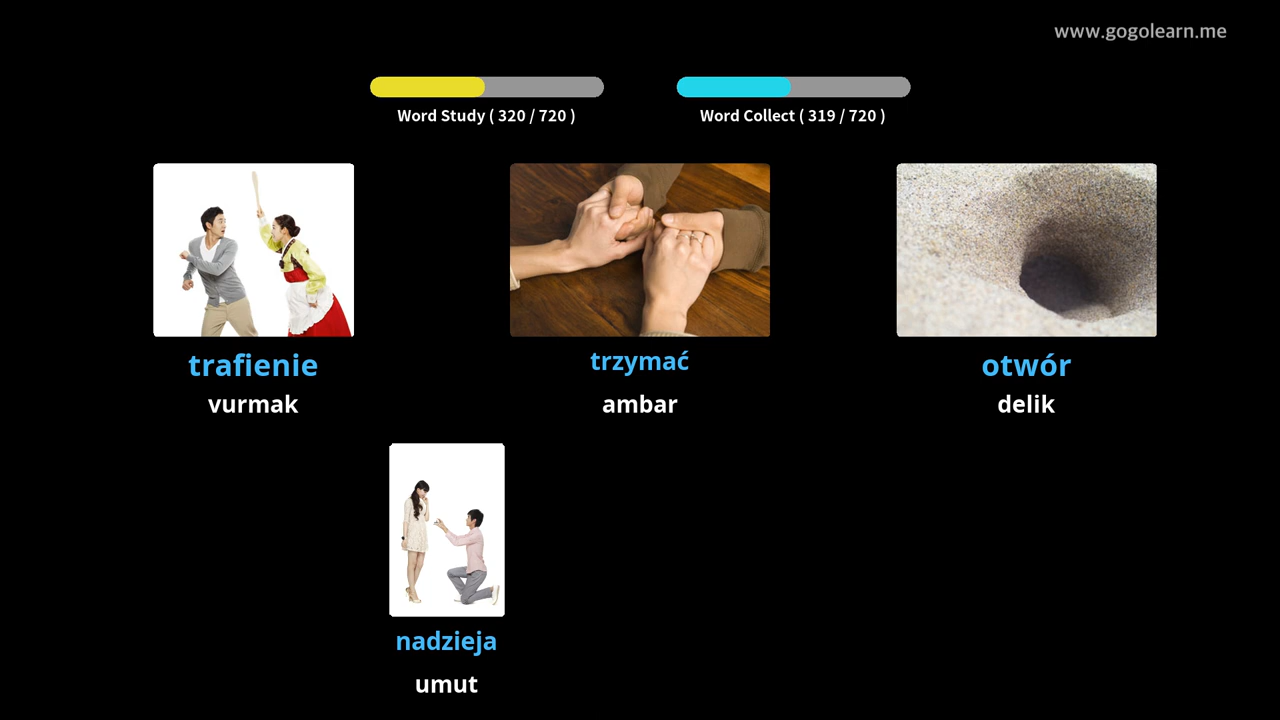 www.gogolearn.me
Word Study ( 320 / 720 )
Word Collect ( 319 / 720 )
trafienie
vurmak
trzymać
ambar
otwór
delik
nadzieja
umut